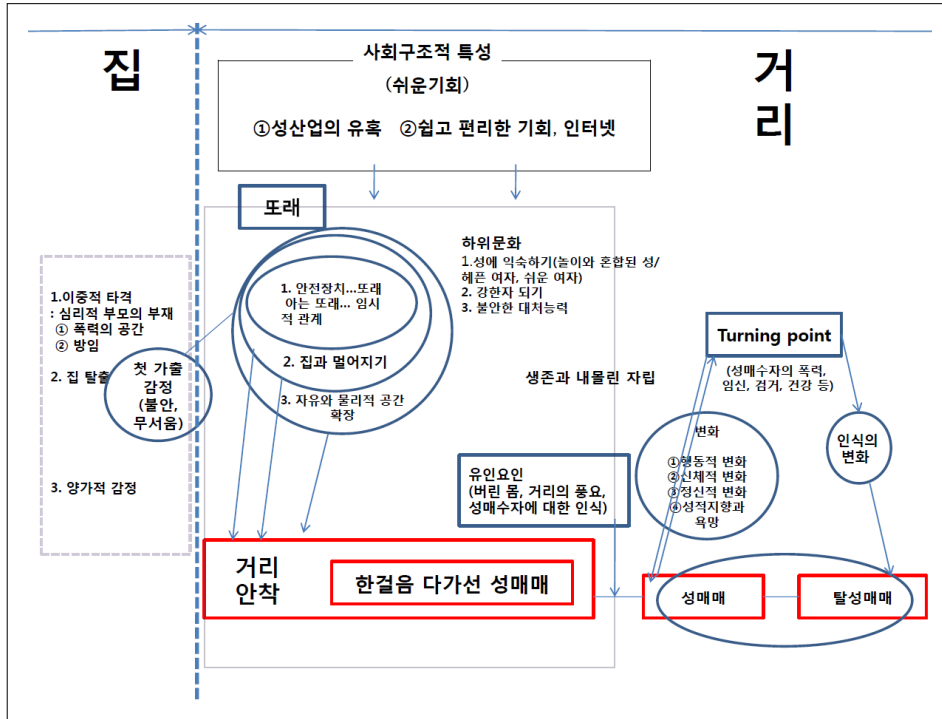 집
거
리
사회구조적 특성
(쉬운기회)
①성산업의 유혹 ②쉽고 편리한 기회, 인터넷
또래
1. 안전장치...또래
아는 또래... 임시
적 관계
2. 집과 멀어지기
3. 자유와 물리적 공간
확장
하위문화
1.성에 익숙하기(놀이와 혼합된 성/
헤픈 여자, 쉬운 여자)
2. 강한자 되기
3. 불안한 대처능력
1.이중적 타격
: 심리적 부모의 부재
① 폭력의 공간
② 방임
2. 집 탈출
3. 양가적 감정
첫 가출
감정
(불안,
무서움)
생존과 내몰린 자립
유인요인
(버린 몸, 거리의 풍요,
성매수자에 대한 인식)
Turning point
(성매수자의 폭력,
임신, 검거, 건강 등)
변화
①행동적 변화
②신체적 변화
③정신적 변화
④성적지향과
욕망
인식의
변화
거리
안착
한걸음 다가선 성매매
성매매
탈성매매